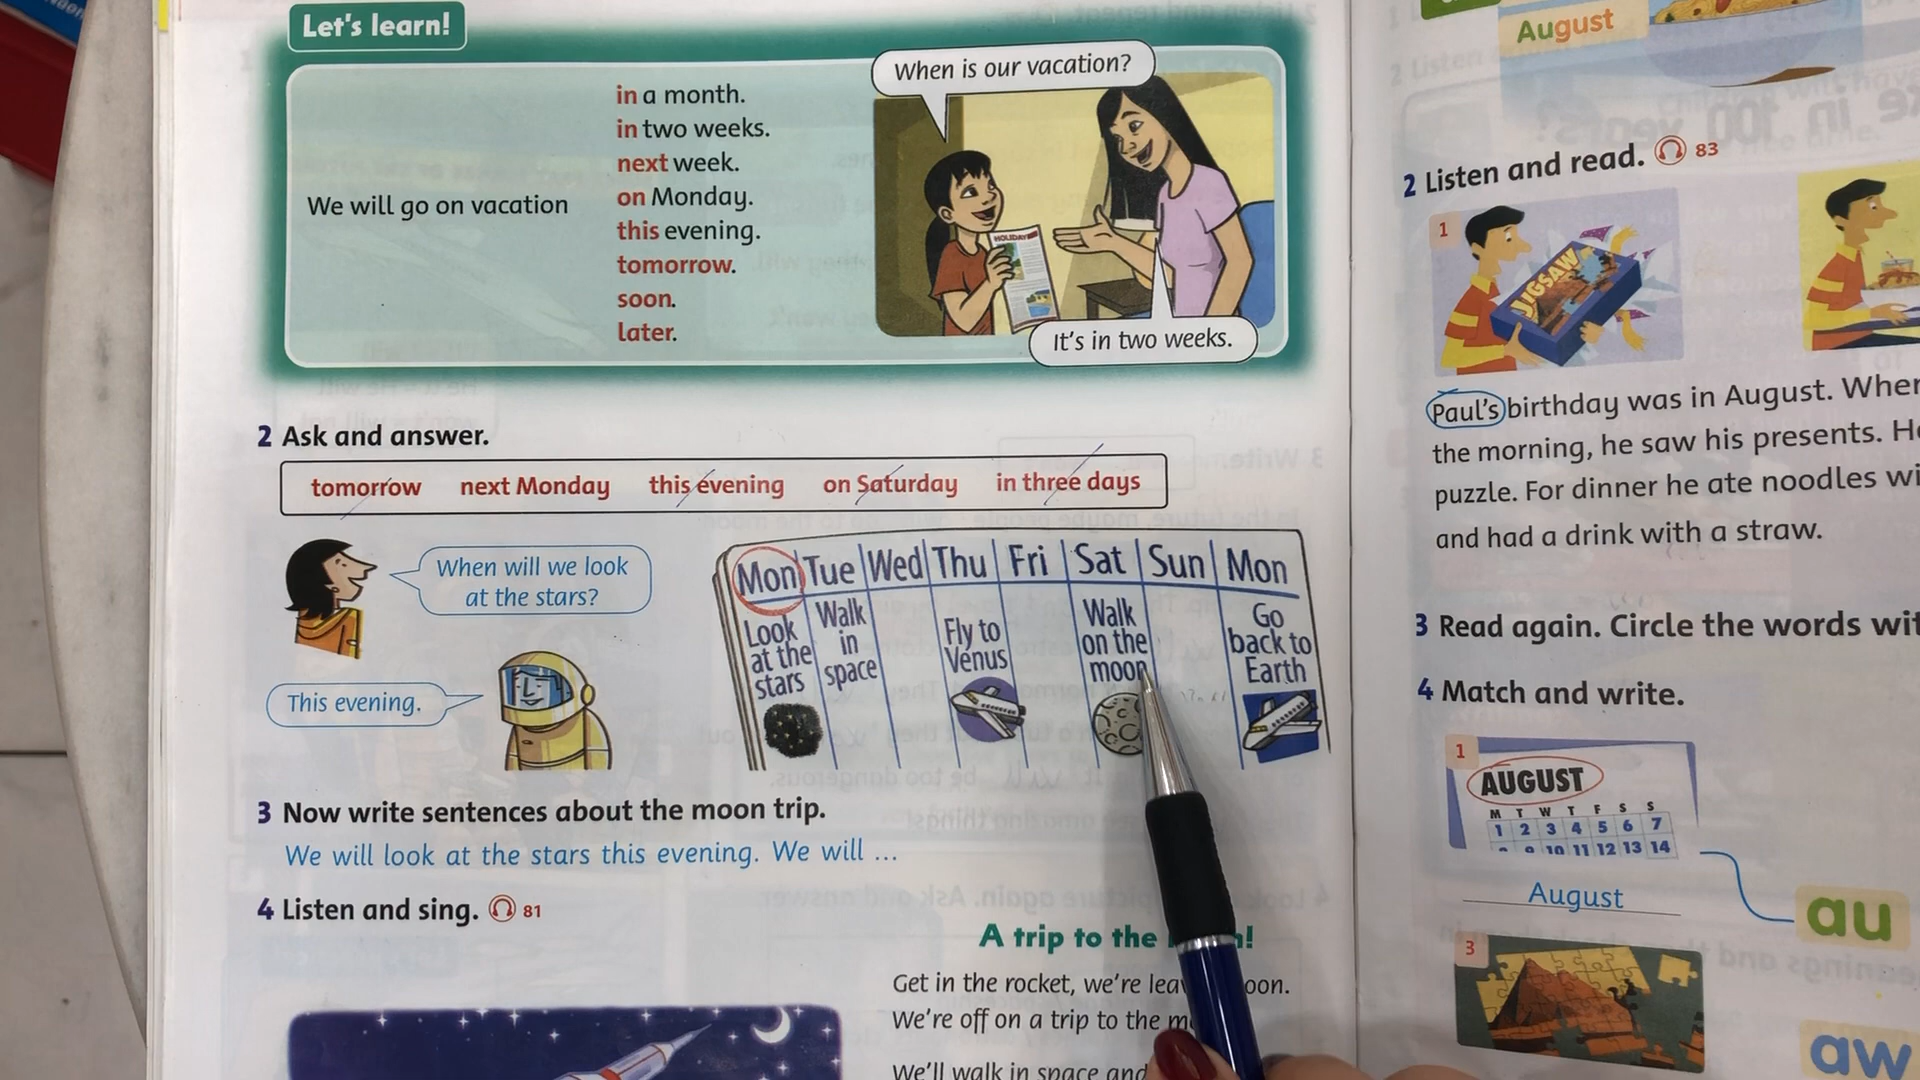 Let's learn!
We will go on vacation
in a month.
in two weeks.
next week.
on Monday.
this evening.
tomorrow.
soon.
later.
When is our vacation?
HOLIDAY
It's in two weeks.
2 Ask and answer.
tomorrow next Monday this evening on Saturday in three days
When will we look
at the stars?
This evening.
Mon Tue Wed Thu Fri Sat Sun Mon
Look at the stars
Walk in space
Fly to Venus
Walk on the moon
Go back to Earth
3 Now write sentences about the moon trip.
We will look at the stars this evening. We will ...
4 Listen and sing. 81
A trip to the
Get in the rocket, we're
We're off on a trip to the
We'll walk in space and
August
2 Listen and read. 83
1
JIGSAW
Paul's birthday was in August.
the morning, he saw his presents.
puzzle. For dinner he ate noodles
and had a drink with a straw.
3 Read again. Circle the words
4 Match and write.
1
AUGUST
M T W T F S S
1 2 3 4 5 6 7
9 10 11 12 13 14
August
au
3
aw